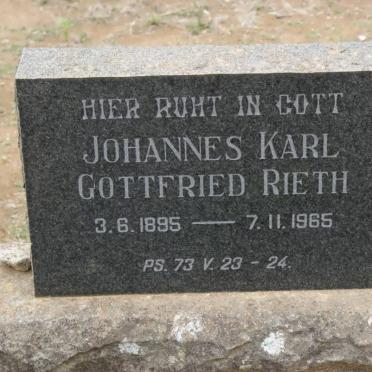 HIER RUHT IN GOTT
JOHANNES KARL
GOTTFRIED RIETH
3.6.1895 — 7.11.1965
PS. 73 V. 23 - 24.